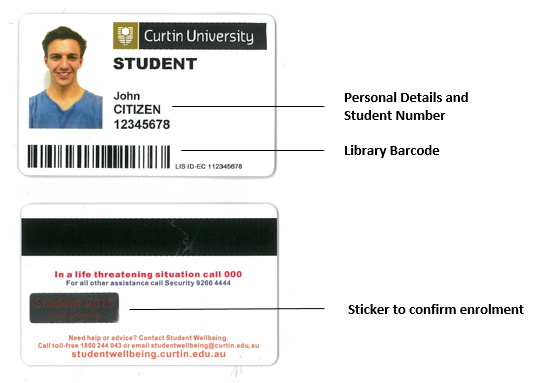 Curtin University
STUDENT
John
CITIZEN
12345678
Personal Details and
Student Number
LIS ID-EC 112345678
Library Barcode
In a life threatening situation call 000
For all other assistance call Security 9266 4444
Student 2015
Curtin University
Sticker to confirm enrolment
Need help or advice? Contact Student Wellbeing.
Call toll-free 1800 244 043 or email studentwellbeing@curtin.edu.au
studentwellbeing.curtin.edu.au